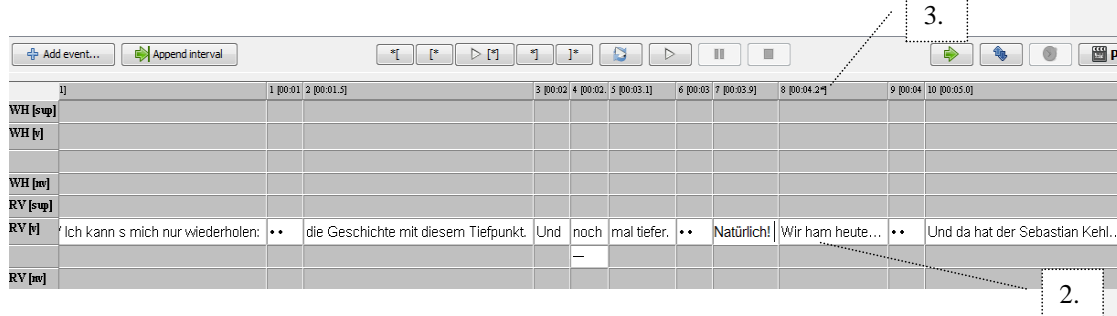 3.
Add event... Append interval *[ [* [*] *] ]*
1] 1 [00:01 2 [00:01.5] 3 [00:02 4 [00:02. 5 [00:03.1] 6 [00:03 7 [00:03.9] 8 [00:04.2*] 9 [00:04 10 [00:05.0]
WH [sup]
WH [v]
WH [nv]
RV [sup]
RV [v] Ich kann s mich nur wiederholen: •• die Geschichte mit diesem Tiefpunkt. Und noch mal tiefer. •• Natürlich! Wir ham heute... •• Und da hat der Sebastian Kehl..
—
RV [nv]
2.